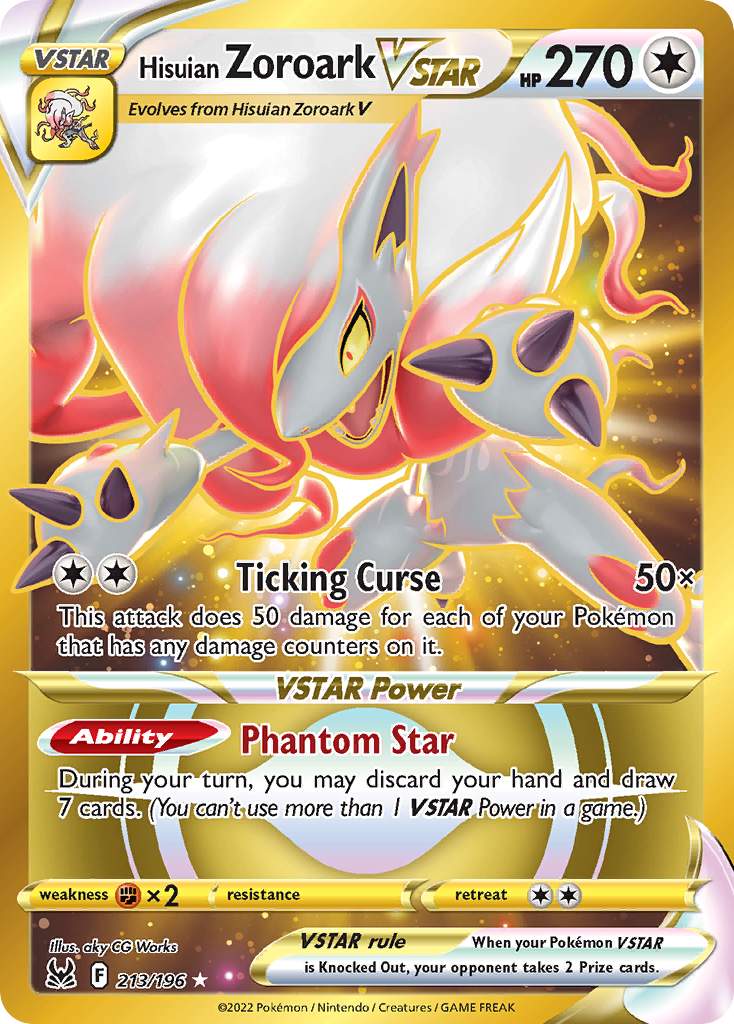 VSTAR
Hisuian Zoroark VSTAR HP 270
Evolves from Hisuian Zoroark V
Ticking Curse 50×
This attack does 50 damage for each of your Pokémon
that has any damage counters on it.
VSTAR Power
Ability Phantom Star
During your turn, you may discard your hand and draw
7 cards. (You can't use more than 1 VSTAR Power in a game.)
weakness ×2 resistance retreat
Illus. aky CG Works
VSTAR rule When your Pokémon VSTAR
is Knocked Out, your opponent takes 2 Prize cards.
F 213/196 ★
©2022 Pokémon / Nintendo / Creatures / GAME FREAK